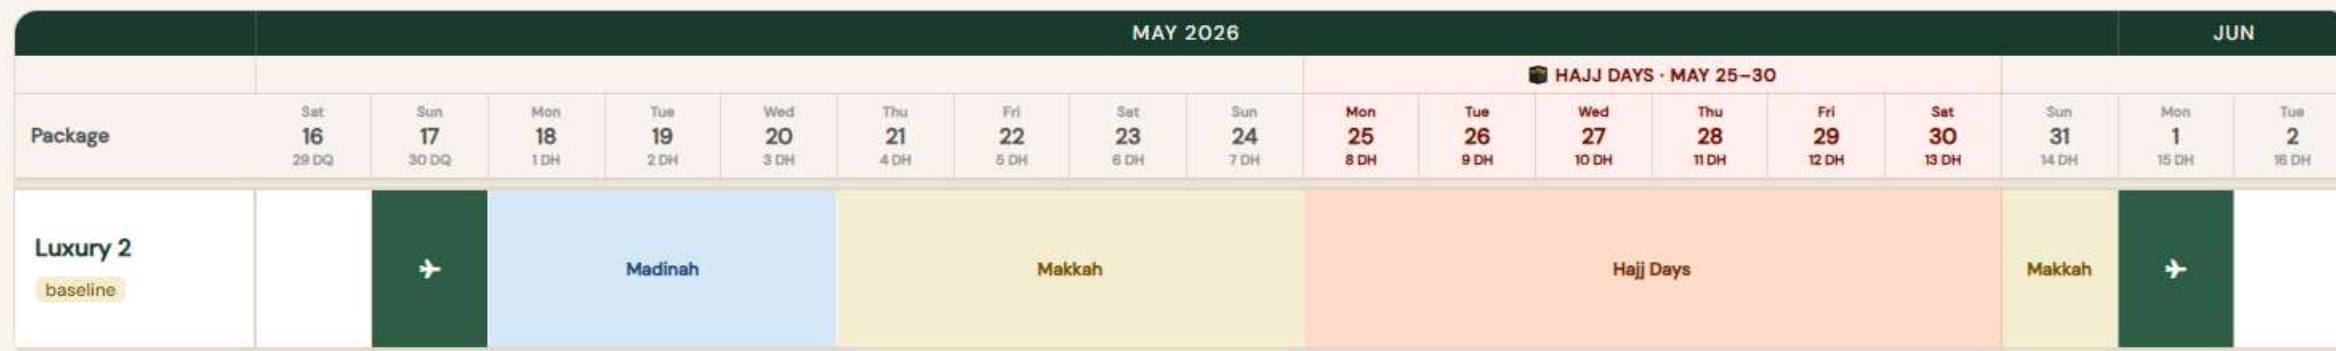 MAY 2026 JUN
HAJJ DAYS · MAY 25–30
Package
Sat Sun Mon Tue Wed Thu Fri Sat Sun Mon Tue Wed Thu Fri Sat Sun Mon Tue
16 17 18 19 20 21 22 23 24 25 26 27 28 29 30 31 1 2
29 DQ 30 DQ 1 DH 2 DH 3 DH 4 DH 5 DH 6 DH 7 DH 8 DH 9 DH 10 DH 11 DH 12 DH 13 DH 14 DH 15 DH 16 DH
Luxury 2
baseline
Madinah Makkah Hajj Days Makkah